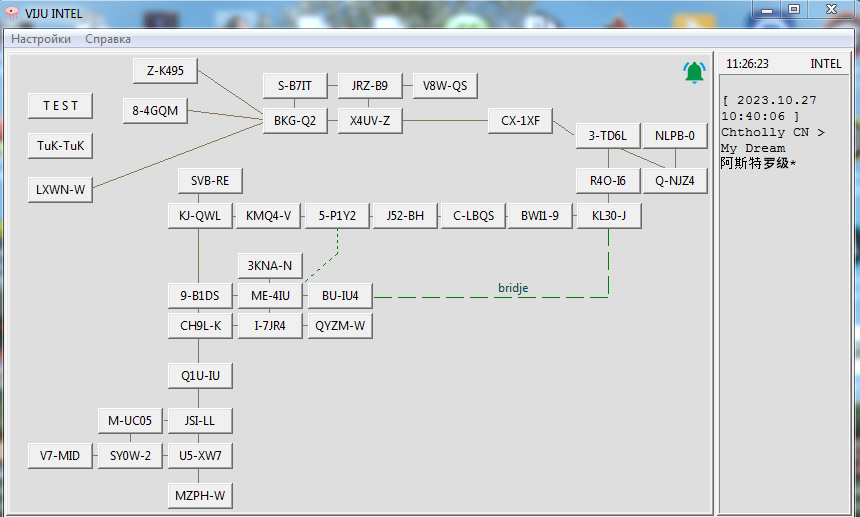 VIJU INTEL
Настройки Справка
Z-K495
S-B7IT JRZ-B9 V8W-QS
T E S T
8-4GQM
BKG-Q2 X4UV-Z CX-1XF
3-TD6L NLPB-0
TuK-TuK
LXWN-W
SVB-RE
R4O-I6 Q-NJZ4
KJ-QWL KMQ4-V 5-P1Y2 J52-BH C-LBQS BWI1-9 KL30-J
3KNA-N
9-B1DS ME-4IU BU-IU4
bridje
CH9L-K I-7JR4 QYZM-W
Q1U-IU
M-UC05 JSI-LL
V7-MID SY0W-2 U5-XW7
MZPH-W
11:26:23 INTEL
[ 2023.10.27
10:40:06 ]
Chtholly CN >
My Dream
阿斯特罗级*